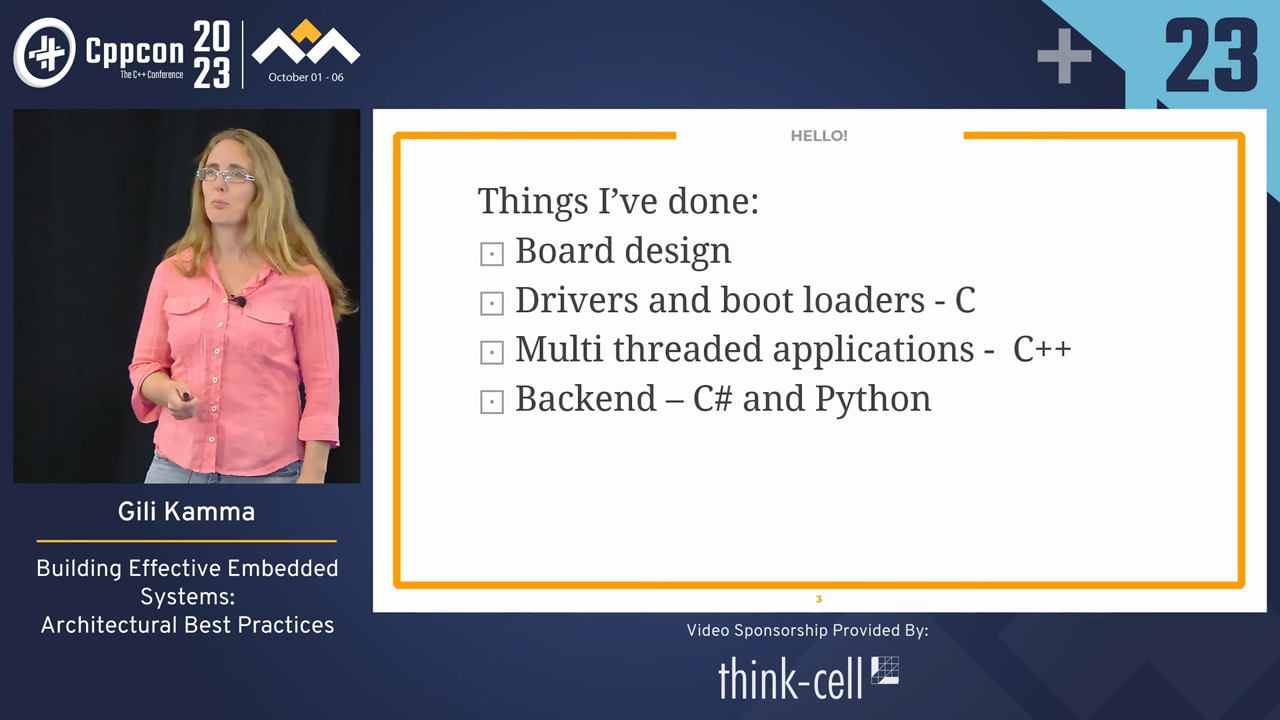 Cppcon
The C++ Conference
20
23
October 01 - 06
23
HELLO!
Things I’ve done:
Board design
Drivers and boot loaders - C
Multi threaded applications - C++
Backend – C# and Python
3
Gili Kamma
Building Effective Embedded
Systems:
Architectural Best Practices
Video Sponsorship Provided By:
think-cell